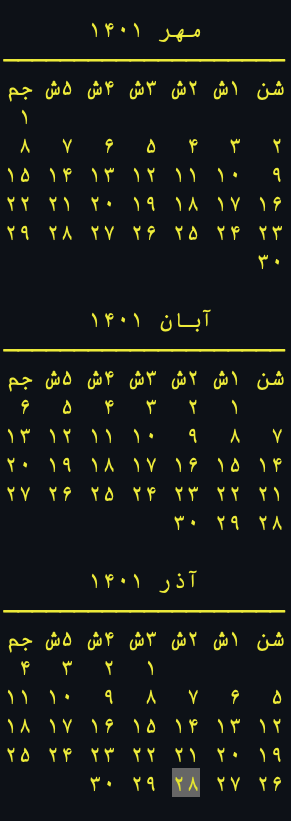 مهر ۱۴۰۱
شن ۱ش ۲ش ۳ش ۴ش ۵ش جم
۱
۲ ۳ ۴ ۵ ۶ ۷ ۸
۹ ۱۰ ۱۱ ۱۲ ۱۳ ۱۴ ۱۵
۱۶ ۱۷ ۱۸ ۱۹ ۲۰ ۲۱ ۲۲
۲۳ ۲۴ ۲۵ ۲۶ ۲۷ ۲۸ ۲۹
۳۰
آبان ۱۴۰۱
شن ۱ش ۲ش ۳ش ۴ش ۵ش جم
۱ ۲ ۳ ۴ ۵ ۶
۷ ۸ ۹ ۱۰ ۱۱ ۱۲ ۱۳
۱۴ ۱۵ ۱۶ ۱۷ ۱۸ ۱۹ ۲۰
۲۱ ۲۲ ۲۳ ۲۴ ۲۵ ۲۶ ۲۷
۲۸ ۲۹ ۳۰
آذر ۱۴۰۱
شن ۱ش ۲ش ۳ش ۴ش ۵ش جم
۱ ۲ ۳ ۴
۵ ۶ ۷ ۸ ۹ ۱۰ ۱۱
۱۲ ۱۳ ۱۴ ۱۵ ۱۶ ۱۷ ۱۸
۱۹ ۲۰ ۲۱ ۲۲ ۲۳ ۲۴ ۲۵
۲۶ ۲۷ ۲۸ ۲۹ ۳۰